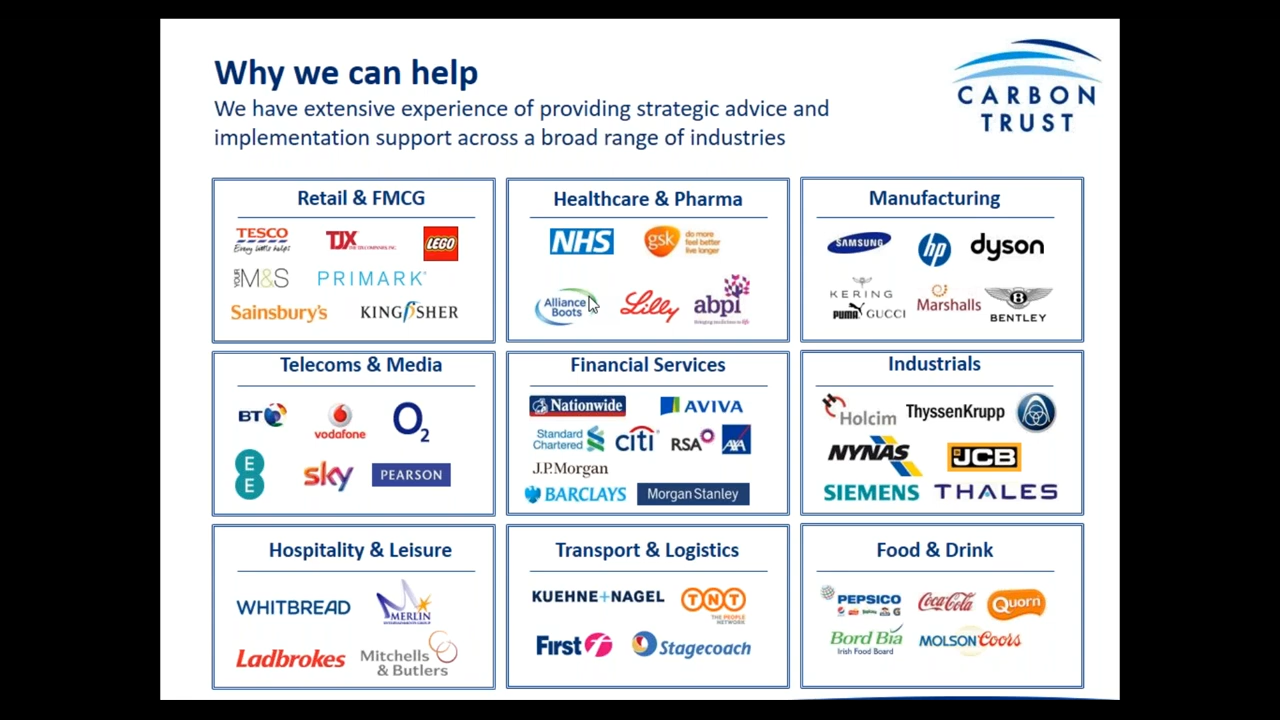 Why we can help
We have extensive experience of providing strategic advice and
implementation support across a broad range of industries
CARBON
TRUST
Retail & FMCG
TESCO
Every little helps
TJX
LEGO
YOUR M&S
PRIMARK
Sainsbury's
KINGFISHER
Healthcare & Pharma
NHS
gsk
do more
feel better
live longer
Alliance
Boots
Lilly
abpi
Manufacturing
SAMSUNG
hp
dyson
KERING
PUMA GUCCI
Marshalls
B
BENTLEY
Telecoms & Media
BT
vodafone
O2
EE
sky
PEARSON
Financial Services
Nationwide
AVIVA
Standard
Chartered
citi
RSA
AXA
J.P.Morgan
BARCLAYS
Morgan Stanley
Industrials
Holcim
ThyssenKrupp
NYNAS
JCB
SIEMENS
THALES
Hospitality & Leisure
WHITBREAD
MERLIN
Ladbrokes
Mitchells
& Butlers
Transport & Logistics
KUEHNE+NAGEL
TNT
THE PEOPLE
NETWORK
First
Stagecoach
Food & Drink
PEPSICO
Coca-Cola
Quorn
Bord Bia
Irish Food Board
MOLSON Coors